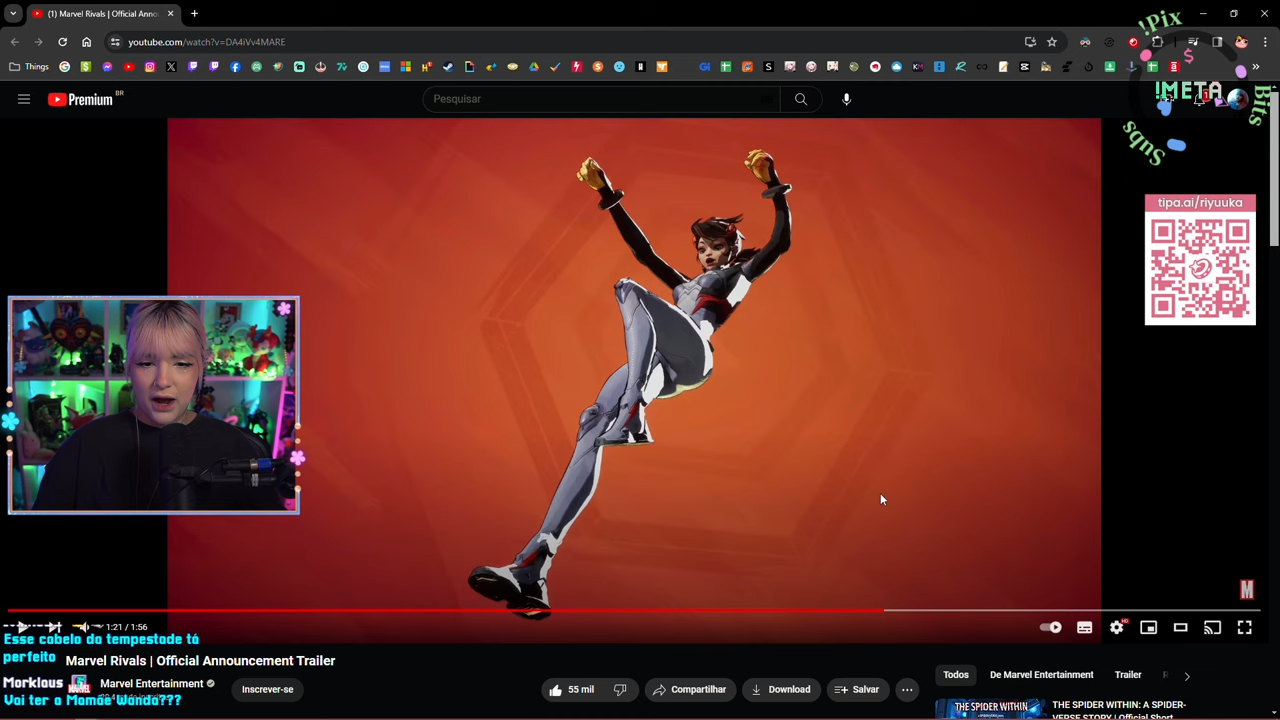 (1) Marvel Rivals | Official Anno
youtube.com/watch?v=DA4iVv4MARE
Things
Premium BR
Pesquisar
!Pix
!META
Bits
Subs
tipa.ai/riyuuka
1:21 / 1:56
Esse cabelo da tempestade tá
perfeito
Marvel Rivals | Official Announcement Trailer
Morklaus
Marvel Entertainment
Inscrever-se
Vai ter a Mamãe Wanda???
55 mil
Compartilhar
Download
Salvar
Todos
De Marvel Entertainment
Trailer
THE SPIDER WITHIN
THE SPIDER WITHIN: A SPIDER-
VERSE STORY | Official Short